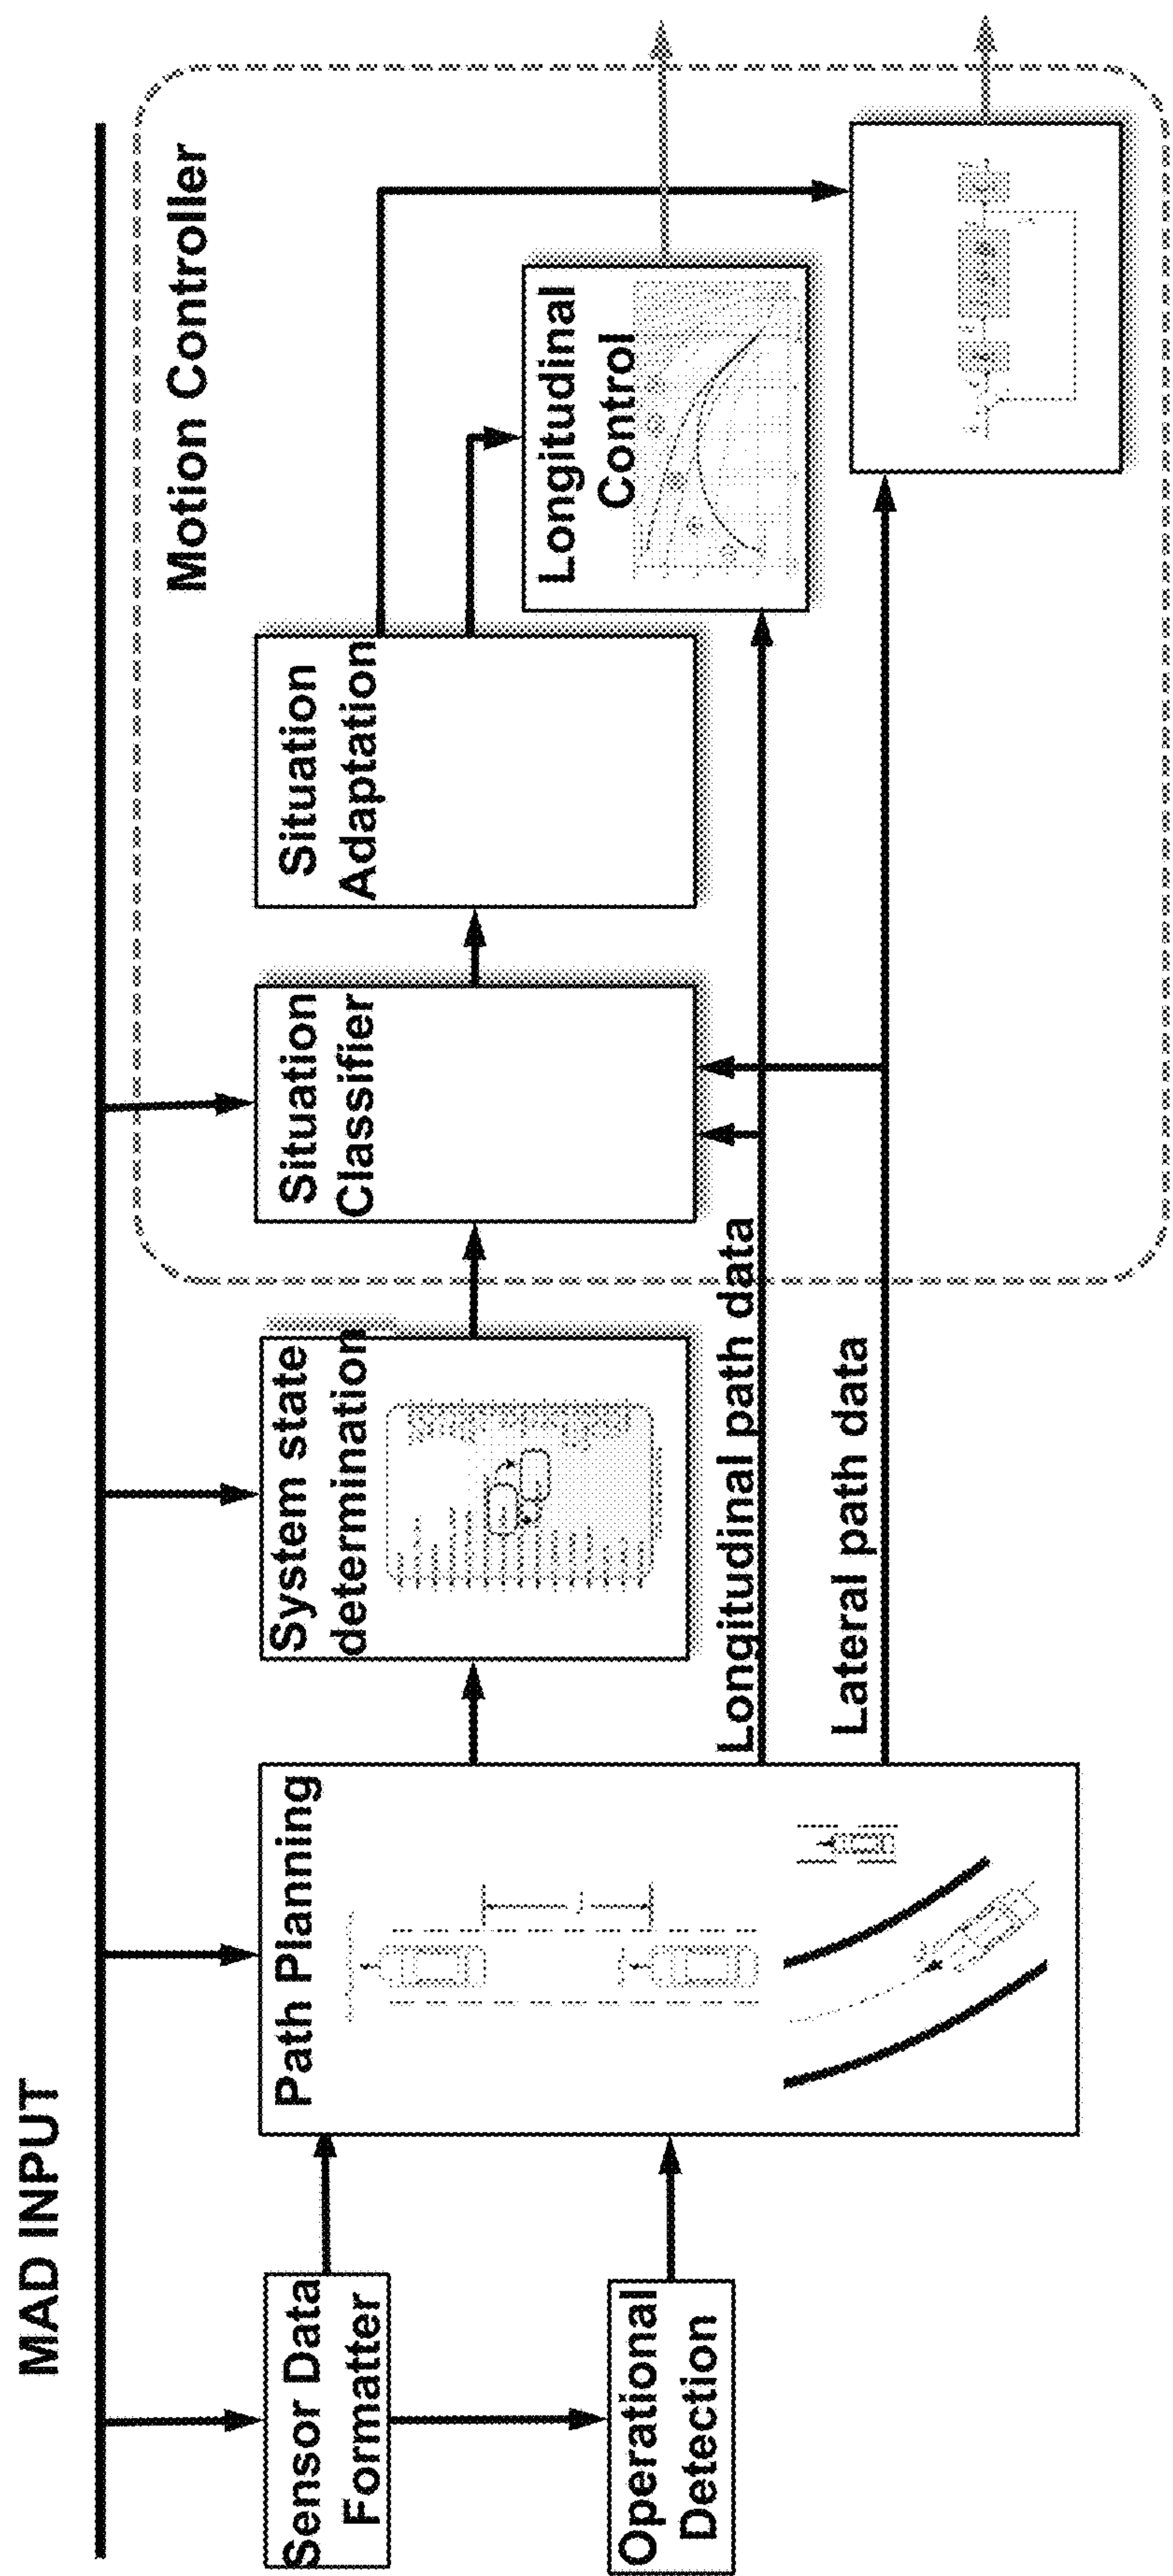 MAD INPUT
Sensor Data
Formatter
Operational
Detection
Path Planning
System state
determination
Longitudinal path data
Lateral path data
Motion Controller
Situation
Classifier
Situation
Adaptation
Longitudinal
Control